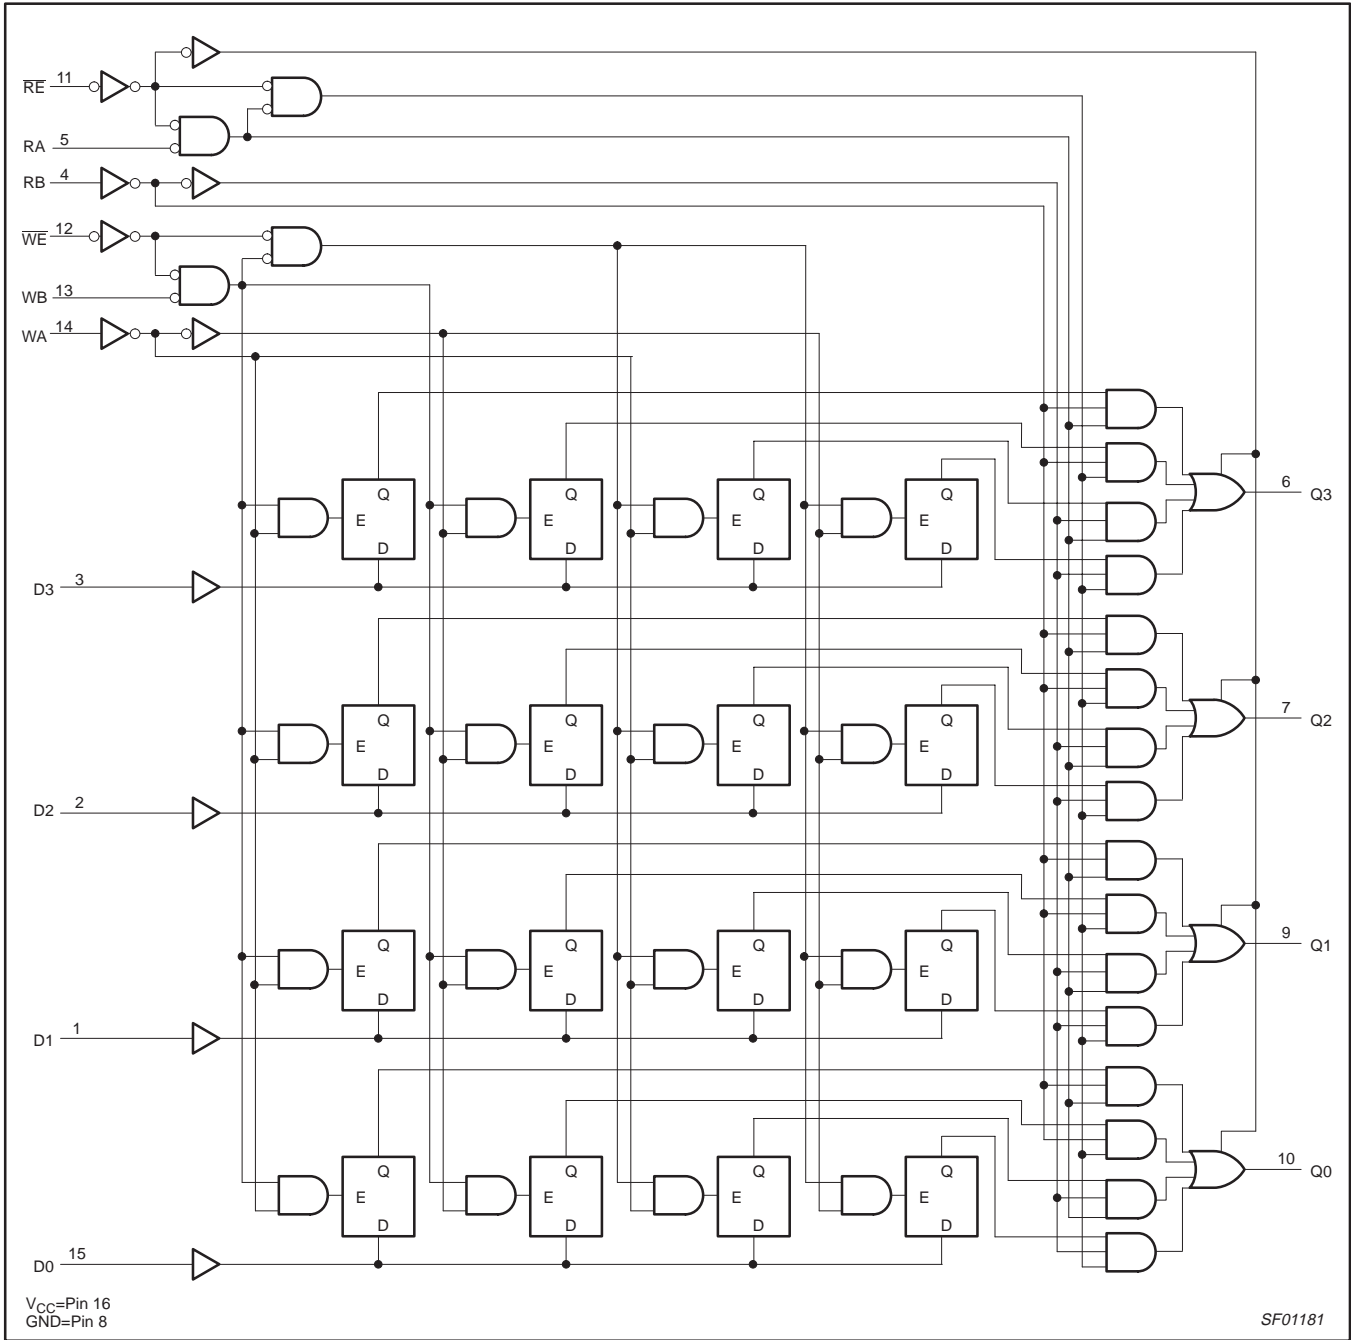 RE 11
RA 5
RB 4
WE 12
WB 13
WA 14
Q E D Q E D Q E D Q E D
6 Q3
D3 3
Q E D Q E D Q E D Q E D
7 Q2
D2 2
Q E D Q E D Q E D Q E D
9 Q1
D1 1
Q E D Q E D Q E D Q E D
10 Q0
D0 15
VCC=Pin 16
GND=Pin 8
SF01181